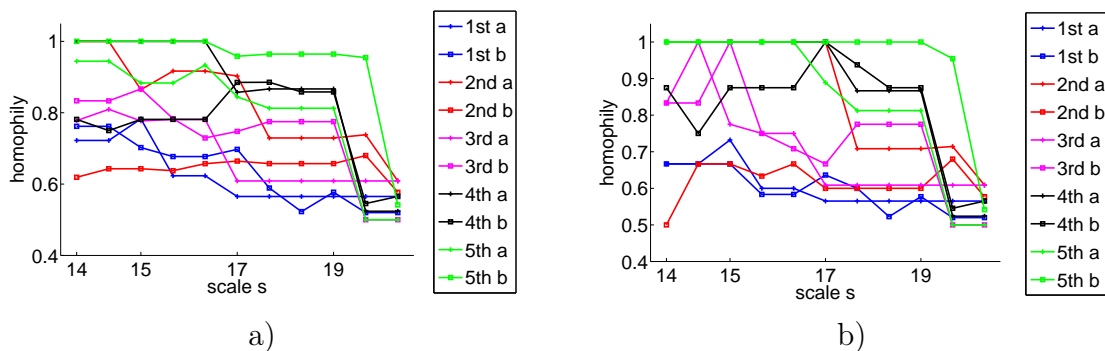 1
0.8
0.6
0.4
homophily
14 15 17 19
scale s
1st a
1st b
2nd a
2nd b
3rd a
3rd b
4th a
4th b
5th a
5th b
a)
1
0.9
0.8
0.7
0.6
0.5
0.4
homophily
14 15 17 19
scale s
1st a
1st b
2nd a
2nd b
3rd a
3rd b
4th a
4th b
5th a
5th b
b)